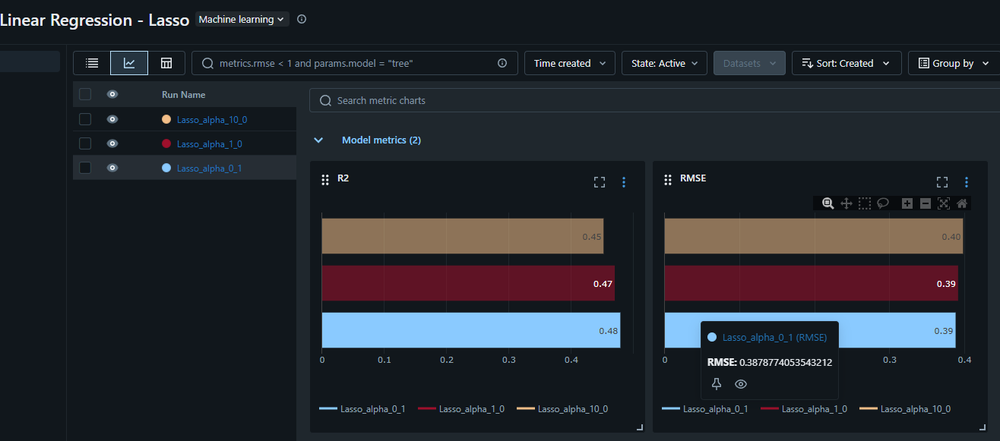 Linear Regression - Lasso Machine learning
metrics.rmse < 1 and params.model = "tree" Time created State: Active Datasets Sort: Created Group by
Run Name
Lasso_alpha_10_0
Lasso_alpha_1_0
Lasso_alpha_0_1
Search metric charts
Model metrics (2)
R2
0.45
0.47
0.48
0 0.1 0.2 0.3 0.4
Lasso_alpha_0_1 Lasso_alpha_1_0 Lasso_alpha_10_0
RMSE
0.40
0.39
0.39
Lasso_alpha_0_1 (RMSE)
RMSE: 0.3878774053543212
0 0.3 0.4
Lasso_alpha_0_1 Lasso_alpha_1_0 Lasso_alpha_10_0